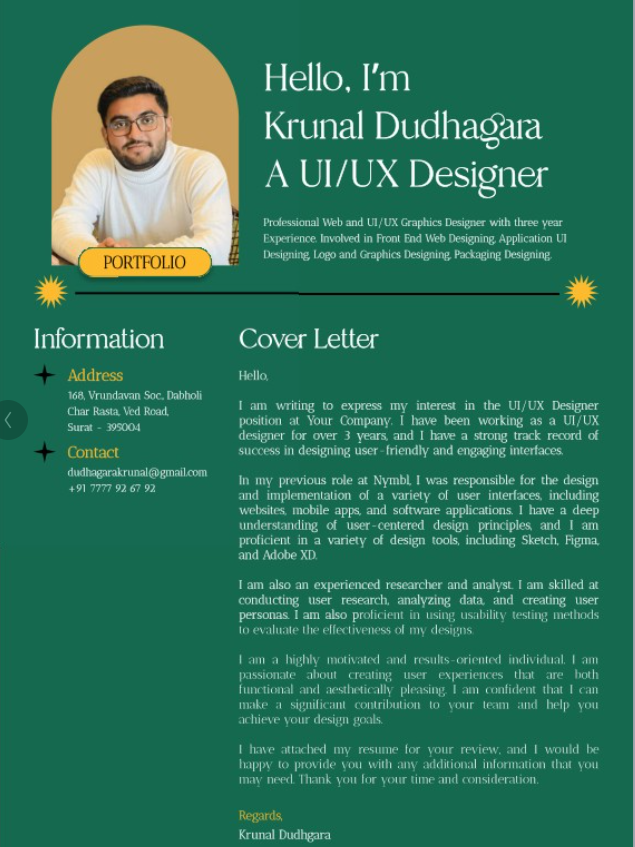 Hello, I'm
Krunal Dudhagara
A UI/UX Designer
Professional Web and UI/UX Graphics Designer with three year
Experience. Involved in Front End Web Designing, Application UI
Designing, Logo and Graphics Designing, Packaging Designing.
PORTFOLIO
Information
Address
168, Vrundavan Soc., Dabholi
Char Rasta, Ved Road,
Surat - 395004
Contact
dudhagarakrunal@gmail.com
+91 7777 92 67 92
Cover Letter
Hello,
I am writing to express my interest in the UI/UX Designer
position at Your Company. I have been working as a UI/UX
designer for over 3 years, and I have a strong track record of
success in designing user-friendly and engaging interfaces.
In my previous role at Nymbl, I was responsible for the design
and implementation of a variety of user interfaces, including
websites, mobile apps, and software applications. I have a deep
understanding of user-centered design principles, and I am
proficient in a variety of design tools, including Sketch, Figma,
and Adobe XD.
I am also an experienced researcher and analyst. I am skilled at
conducting user research, analyzing data, and creating user
personas. I am also proficient in using usability testing methods
to evaluate the effectiveness of my designs.
I am a highly motivated and results-oriented individual. I am
passionate about creating user experiences that are both
functional and aesthetically pleasing. I am confident that I can
make a significant contribution to your team and help you
achieve your design goals.
I have attached my resume for your review, and I would be
happy to provide you with any additional information that you
may need. Thank you for your time and consideration.
Regards,
Krunal Dudhgara